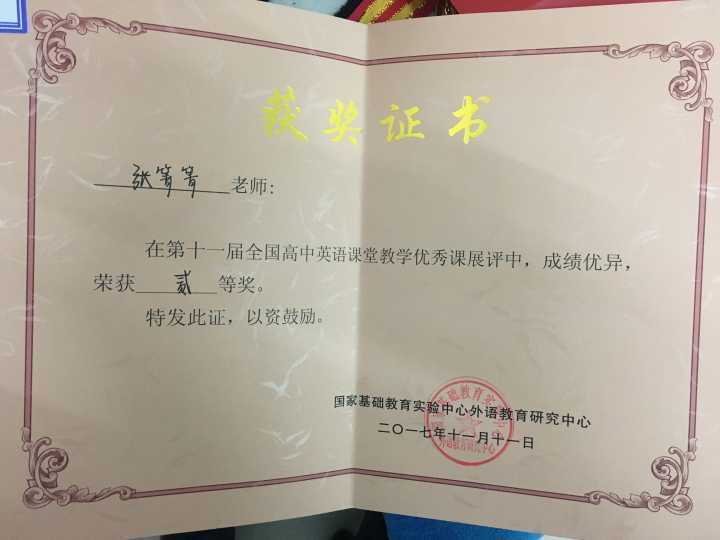 获奖证书
张箐箐老师:
在第十一届全国高中英语课堂教学优秀课展评中，成绩优异，
荣获贰等奖。
特发此证，以资鼓励。
国家基础教育实验中心外语教育研究中心
二〇一七年十一月十一日